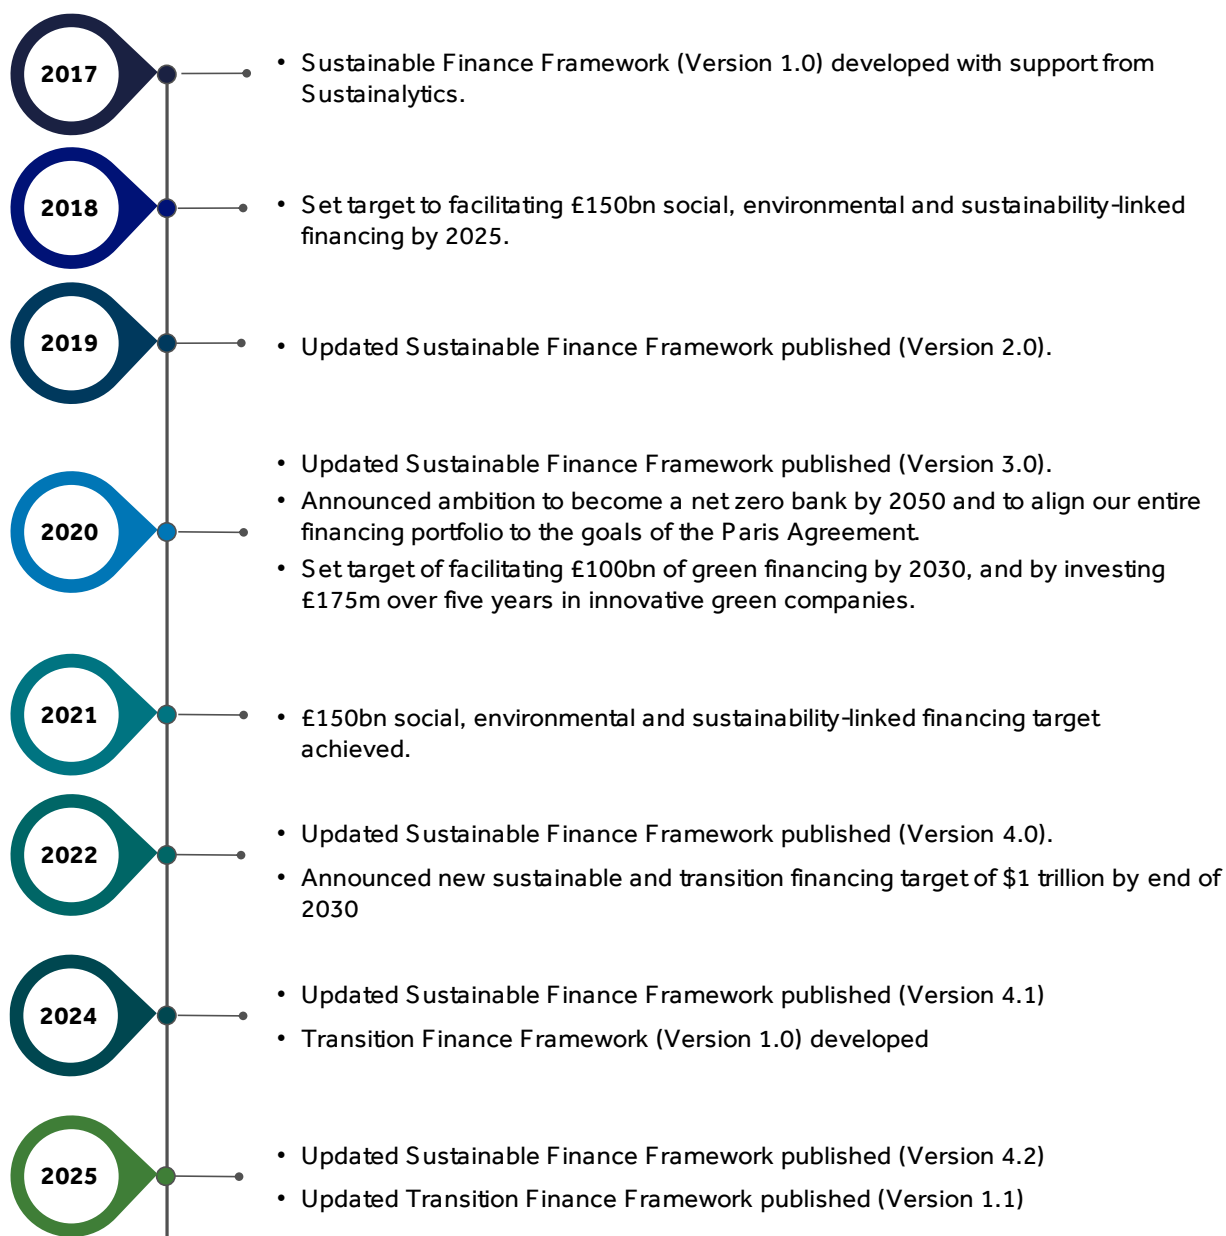 2017
• Sustainable Finance Framework (Version 1.0) developed with support from
Sustainalytics.
2018
• Set target to facilitating £150bn social, environmental and sustainability-linked
financing by 2025.
2019
• Updated Sustainable Finance Framework published (Version 2.0).
2020
• Updated Sustainable Finance Framework published (Version 3.0).
• Announced ambition to become a net zero bank by 2050 and to align our entire
financing portfolio to the goals of the Paris Agreement.
• Set target of facilitating £100bn of green financing by 2030, and by investing
£175m over five years in innovative green companies.
2021
• £150bn social, environmental and sustainability-linked financing target
achieved.
2022
• Updated Sustainable Finance Framework published (Version 4.0).
• Announced new sustainable and transition financing target of $1 trillion by end of
2030
2024
• Updated Sustainable Finance Framework published (Version 4.1)
• Transition Finance Framework (Version 1.0) developed
2025
• Updated Sustainable Finance Framework published (Version 4.2)
• Updated Transition Finance Framework published (Version 1.1)